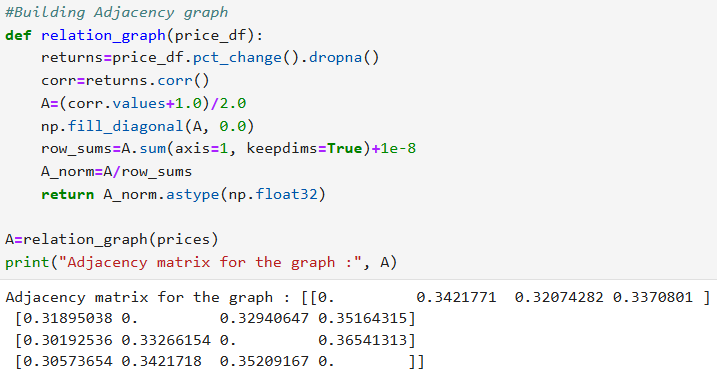 #Building Adjacency graph
def relation_graph(price_df):
    returns=price_df.pct_change().dropna()
    corr=returns.corr()
    A=(corr.values+1.0)/2.0
    np.fill_diagonal(A, 0.0)
    row_sums=A.sum(axis=1, keepdims=True)+1e-8
    A_norm=A/row_sums
    return A_norm.astype(np.float32)

A=relation_graph(prices)
print("Adjacency matrix for the graph :", A)
Adjacency matrix for the graph : [[0.         0.3421771  0.32074282 0.3370801 ]
 [0.31895038 0.         0.32940647 0.35164315]
 [0.30192536 0.33266154 0.         0.36541313]
 [0.30573654 0.3421718  0.35209167 0.        ]]